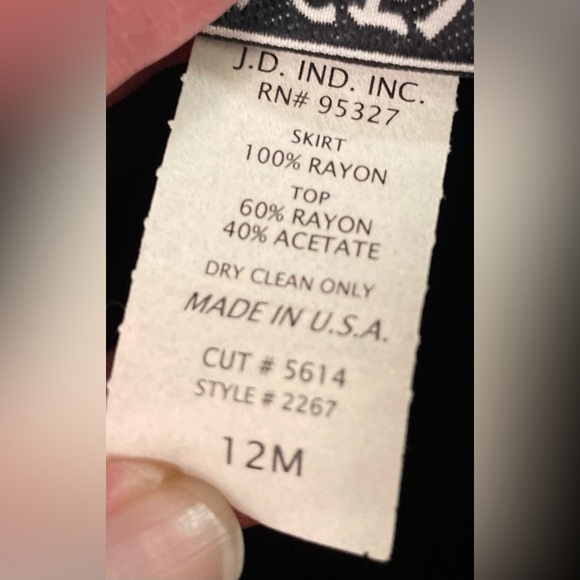 J.D. IND. INC.
RN# 95327
SKIRT
100% RAYON
TOP
60% RAYON
40% ACETATE
DRY CLEAN ONLY
MADE IN U.S.A.
CUT # 5614
STYLE # 2267
12M